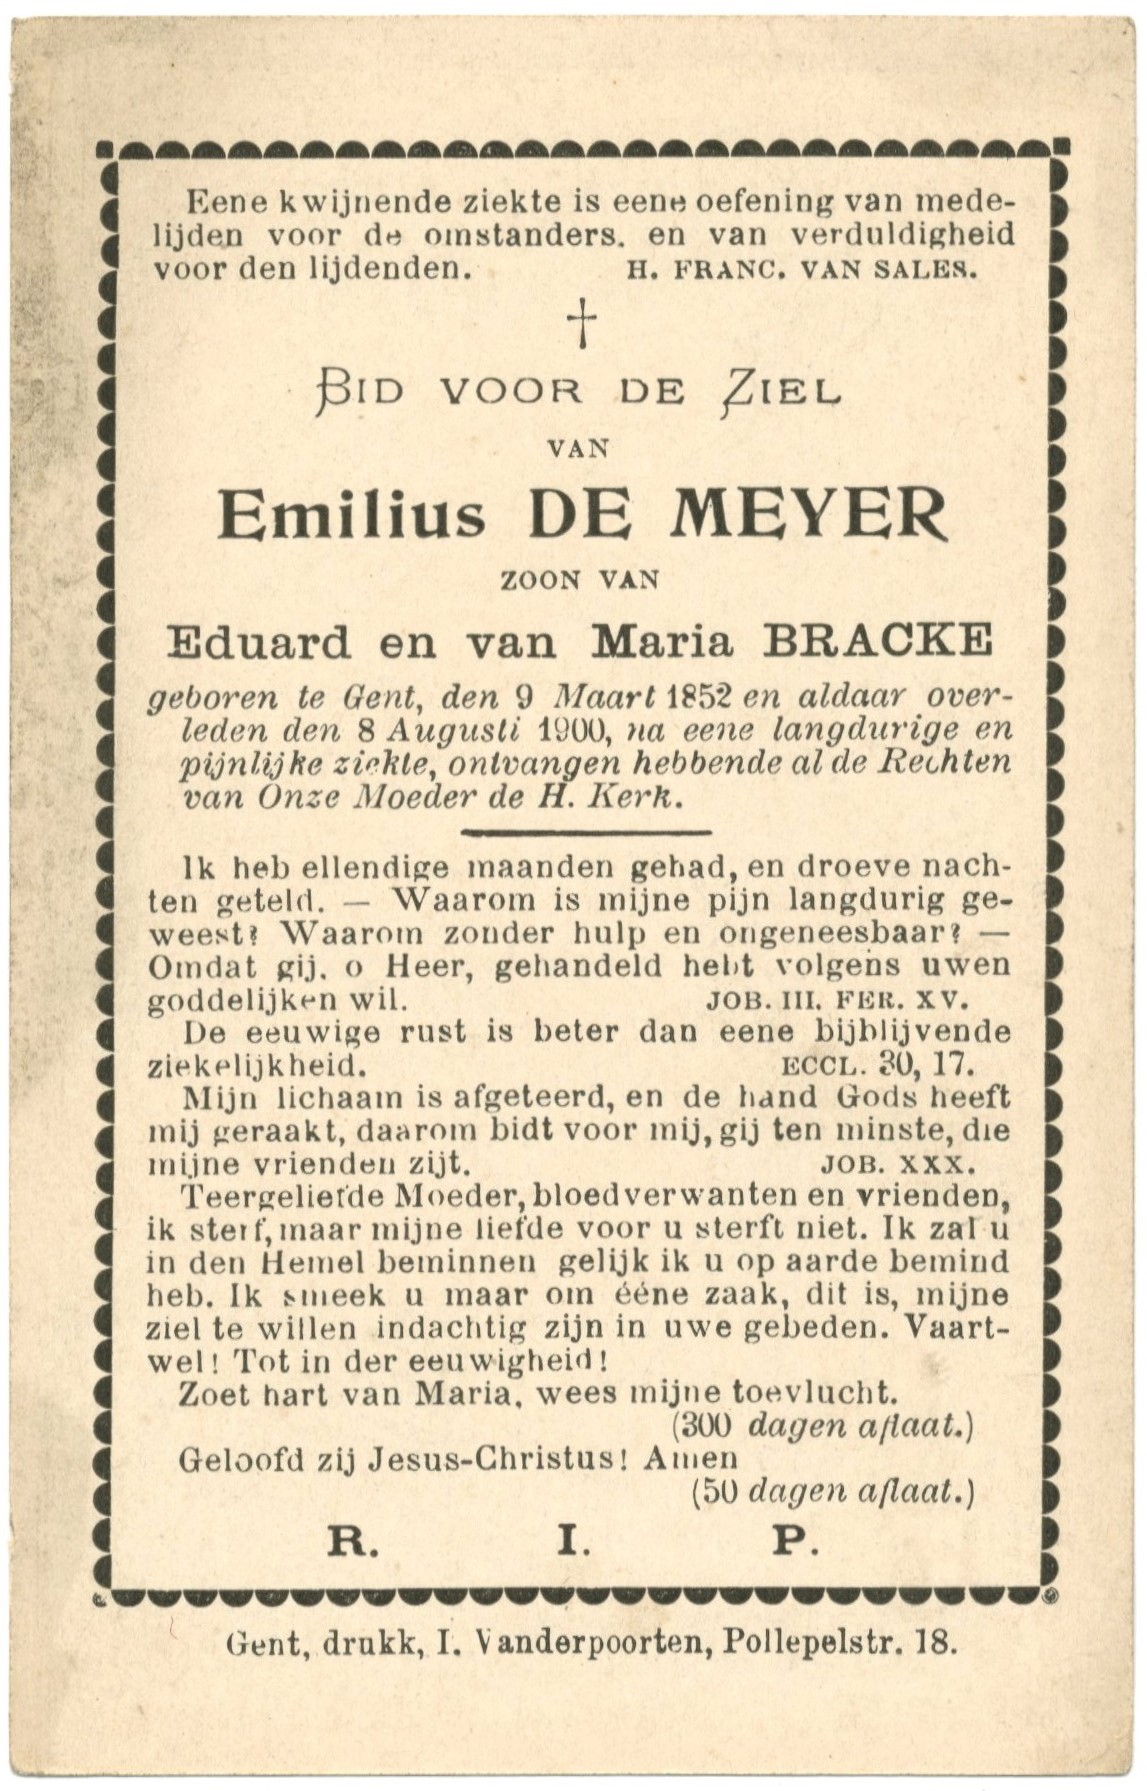 Eene kwijnende ziekte is eene oefening van mede-
lijden voor de omstanders. en van verduldigheid
voor den lijdenden. H. FRANC. VAN SALES.
†
BID VOOR DE ZIEL
VAN
Emilius DE MEYER
ZOON VAN
Eduard en van Maria BRACKE
geboren te Gent, den 9 Maart 1852 en aldaar over-
leden den 8 Augusti 1900, na eene langdurige en
pijnlijke ziekte, ontvangen hebbende al de Rechten
van Onze Moeder de H. Kerk.
Ik heb ellendige maanden gehad, en droeve nach-
ten geteld. — Waarom is mijne pijn langdurig ge-
weest? Waarom zonder hulp en ongeneesbaar? —
Omdat gij. o Heer, gehandeld hebt volgens uwen
goddelijken wil. JOB. III. FER. XV.
De eeuwige rust is beter dan eene bijblijvende
ziekelijkheid. ECCL. 30, 17.
Mijn lichaam is afgeteerd, en de hand Gods heeft
mij geraakt, daarom bidt voor mij, gij ten minste, die
mijne vrienden zijt. JOB. XXX.
Teergeliefde Moeder, bloedverwanten en vrienden,
ik sterf, maar mijne liefde voor u sterft niet. Ik zal u
in den Hemel beminnen gelijk ik u op aarde bemind
heb. Ik smeek u maar om ééne zaak, dit is, mijne
ziel te willen indachtig zijn in uwe gebeden. Vaart-
wel! Tot in der eeuwigheid!
Zoet hart van Maria, wees mijne toevlucht.
(300 dagen aflaat.)
Geloofd zij Jesus-Christus! Amen
(50 dagen aflaat.)
R. I. P.
Gent, drukk, I. Vanderpoorten, Pollepelstr. 18.